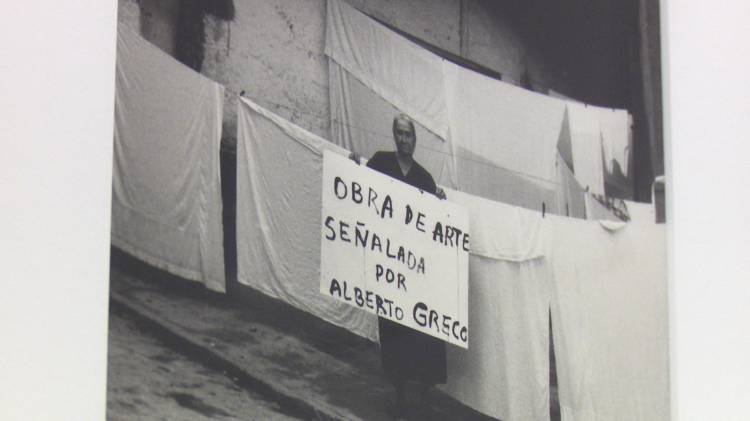 OBRA DE ARTE
SEÑALADA
POR
ALBERTO GRECO